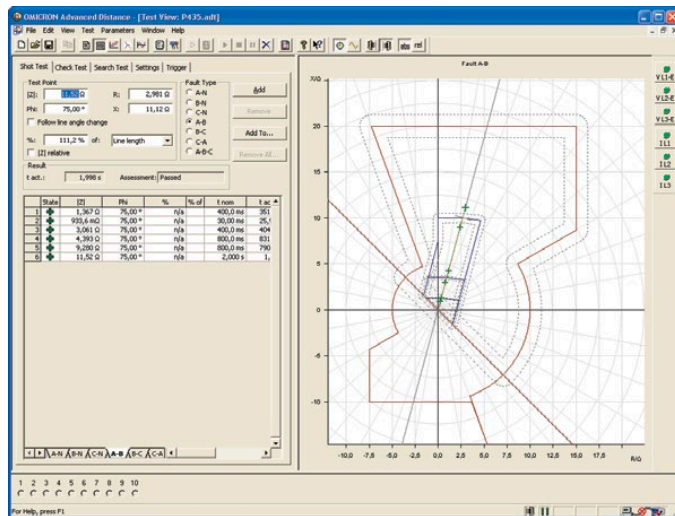 OMICRON Advanced Distance - [Test View: P435.adt]
File Edit View Test Parameters Window Help
abs rel
Shot Test Check Test Search Test Settings Trigger
Test Point
|Z|: 11,52 Ω R: 2,981 Ω
Phi: 75,00 ° X: 11,12 Ω
Follow line angle change
%: 111,2 % of: Line length
|Z| relative
Fault Type
A-N
B-N
C-N
A-B
B-C
C-A
A-B-C
Add
Remove
Add To...
Remove All...
Result
t act.: 1,998 s Assessment: Passed
State |Z| Phi % % of t nom t ac
1 1,367 Ω 75,00 ° n/a 400,0 ms 351
2 933,6 mΩ 75,00 ° n/a 30,00 ms 25,
3 3,061 Ω 75,00 ° n/a 400,0 ms 404
4 4,393 Ω 75,00 ° n/a 800,0 ms 831
5 9,280 Ω 75,00 ° n/a 800,0 ms 790
6 11,52 Ω 75,00 ° n/a 2,000 s 1,
A-N B-N C-N A-B B-C C-A
Fault A-B
X/Ω
20
15
10
5
0
-5
-10
-10,0 -7,5 -5,0 -2,5 0,0 2,5 5,0 7,5 10,0 12,5 15,0 17,5
R/Ω
V L1-E
V L2-E
V L3-E
I L1
I L2
I L3
1 2 3 4 5 6 7 8 9 10
For Help, press F1